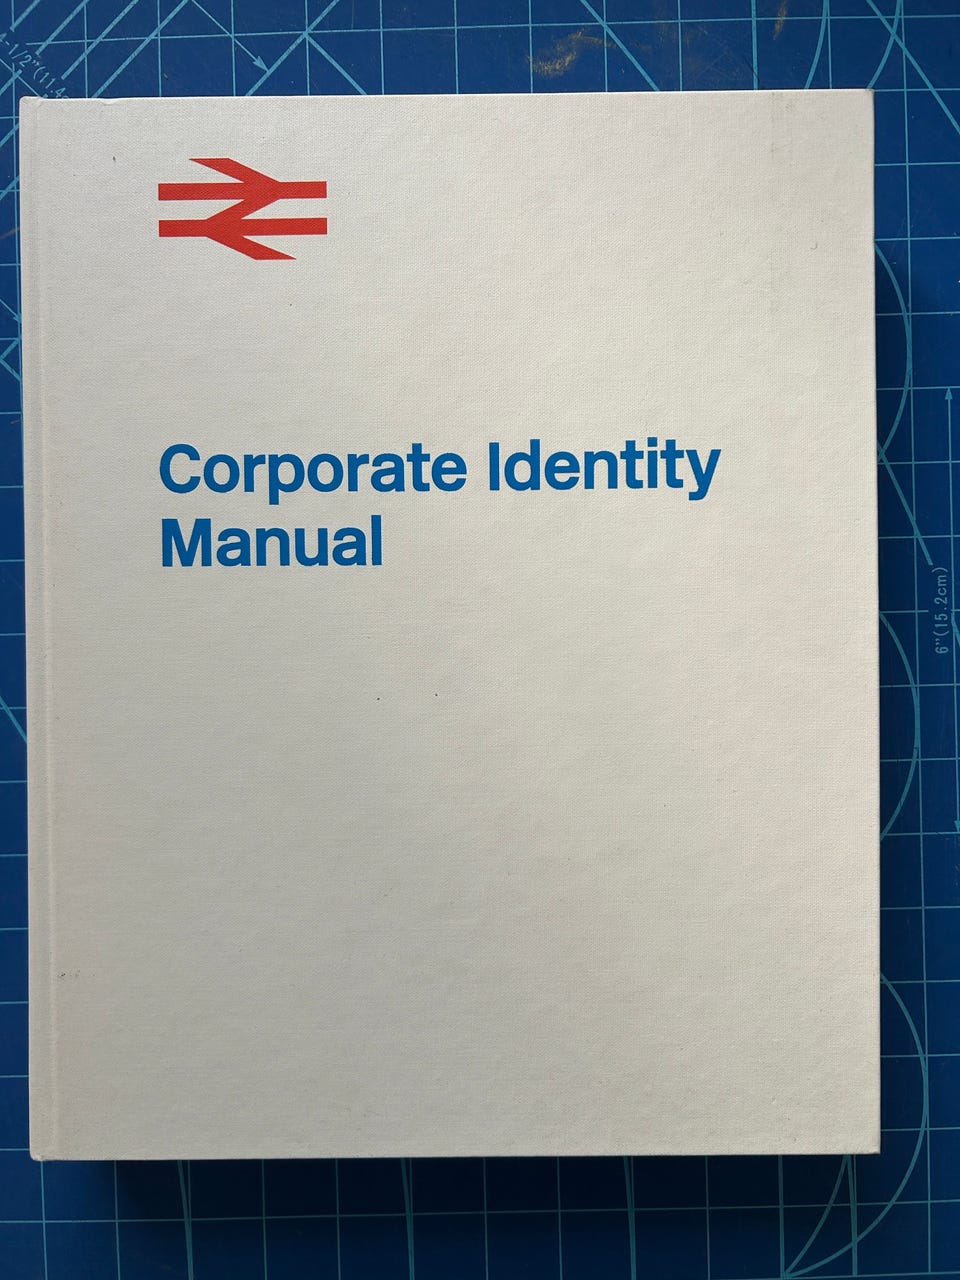 Corporate Identity
Manual
6"(15.2cm)